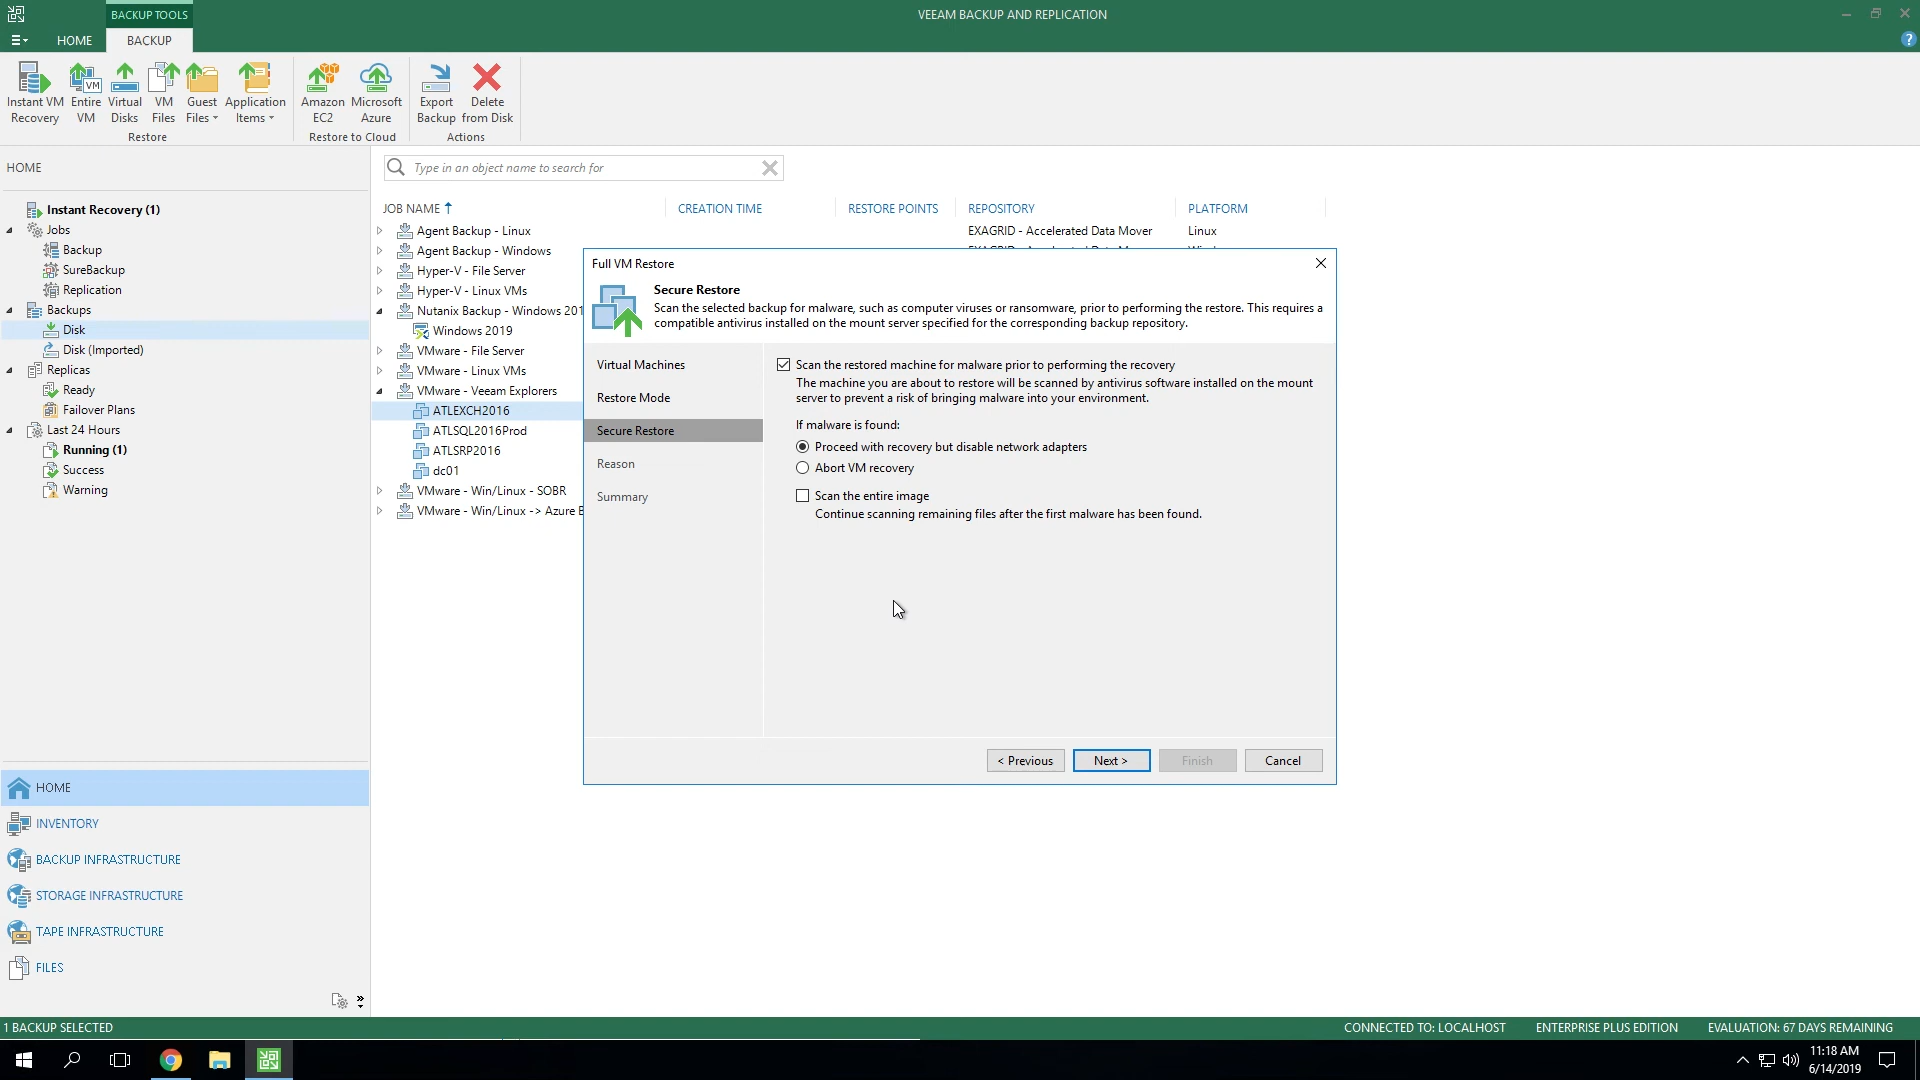 BACKUP TOOLS
VEEAM BACKUP AND REPLICATION
HOME
BACKUP
Instant VM Recovery
Entire VM
Virtual Disks
VM Files
Guest Files
Application Items
Restore
Amazon EC2
Microsoft Azure
Restore to Cloud
Export Backup
Delete from Disk
Actions
HOME
Instant Recovery (1)
Jobs
Backup
SureBackup
Replication
Backups
Disk
Disk (Imported)
Replicas
Ready
Failover Plans
Last 24 Hours
Running (1)
Success
Warning
HOME
INVENTORY
BACKUP INFRASTRUCTURE
STORAGE INFRASTRUCTURE
TAPE INFRASTRUCTURE
FILES
Type in an object name to search for
JOB NAME CREATION TIME RESTORE POINTS REPOSITORY PLATFORM
Agent Backup - Linux EXAGRID - Accelerated Data Mover Linux
Agent Backup - Windows
Hyper-V - File Server
Hyper-V - Linux VMs
Nutanix Backup - Windows 201
Windows 2019
VMware - File Server
VMware - Linux VMs
VMware - Veeam Explorers
ATLEXCH2016
ATLSQL2016Prod
ATLSRP2016
dc01
VMware - Win/Linux - SOBR
VMware - Win/Linux -> Azure B
Full VM Restore
Secure Restore
Scan the selected backup for malware, such as computer viruses or ransomware, prior to performing the restore. This requires a
compatible antivirus installed on the mount server specified for the corresponding backup repository.
Virtual Machines
Restore Mode
Secure Restore
Reason
Summary
Scan the restored machine for malware prior to performing the recovery
The machine you are about to restore will be scanned by antivirus software installed on the mount
server to prevent a risk of bringing malware into your environment.
If malware is found:
Proceed with recovery but disable network adapters
Abort VM recovery
Scan the entire image
Continue scanning remaining files after the first malware has been found.
< Previous
Next >
Finish
Cancel
1 BACKUP SELECTED
CONNECTED TO: LOCALHOST
ENTERPRISE PLUS EDITION
EVALUATION: 67 DAYS REMAINING
11:18 AM
6/14/2019